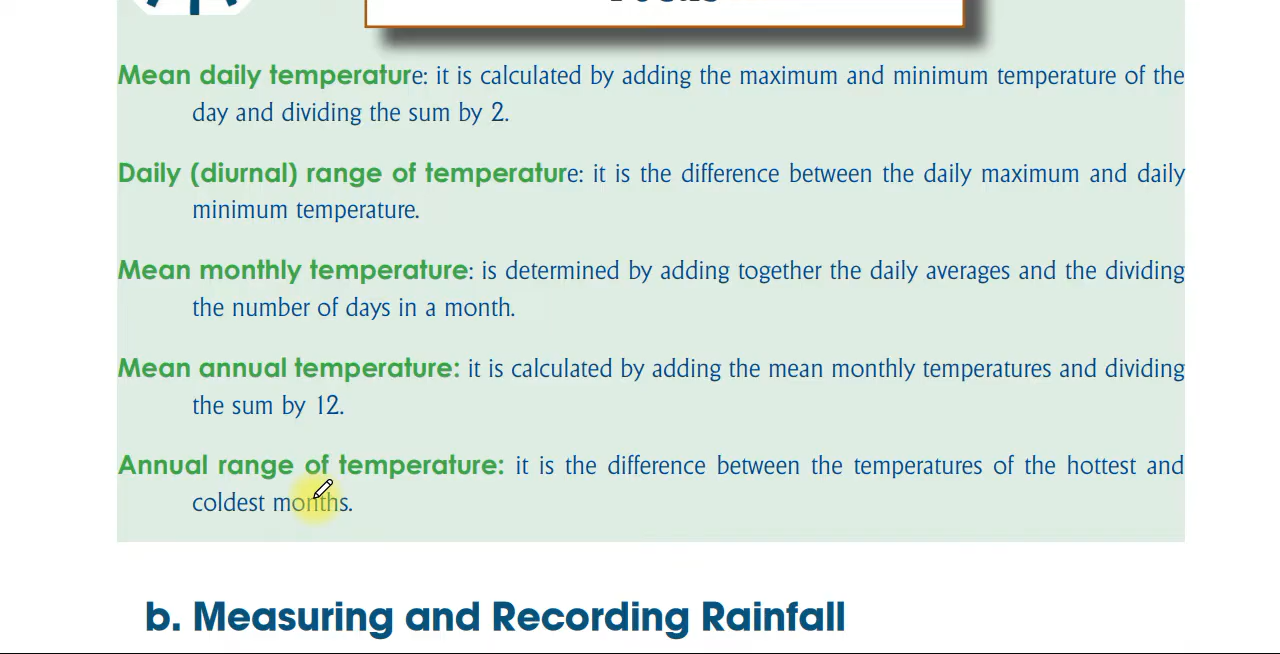 Mean daily temperature: it is calculated by adding the maximum and minimum temperature of the
day and dividing the sum by 2.
Daily (diurnal) range of temperature: it is the difference between the daily maximum and daily
minimum temperature.
Mean monthly temperature: is determined by adding together the daily averages and the dividing
the number of days in a month.
Mean annual temperature: it is calculated by adding the mean monthly temperatures and dividing
the sum by 12.
Annual range of temperature: it is the difference between the temperatures of the hottest and
coldest months.
b. Measuring and Recording Rainfall